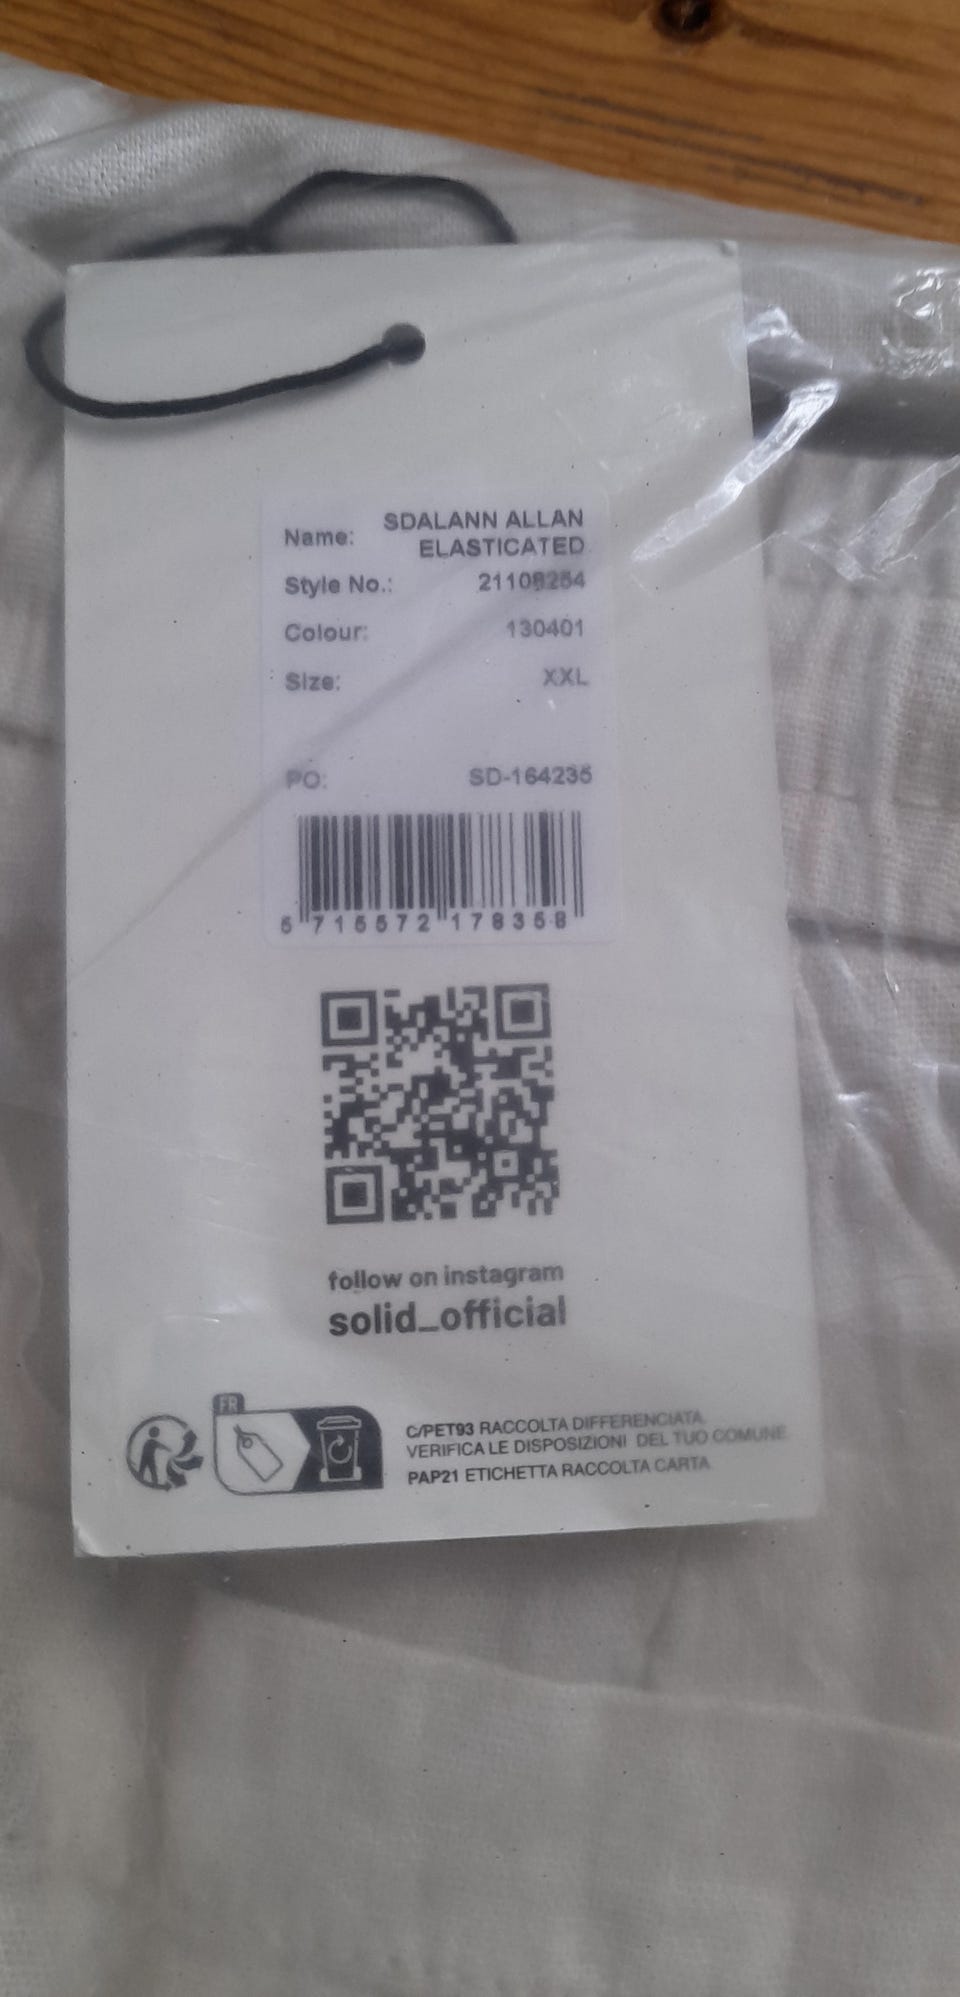 Name: SDALANN ALLAN
ELASTICATED
Style No.: 21108254
Colour: 130401
Size: XXL
PO: SD-164235
5 715572 178358
follow on instagram
solid_official
FR
C/PET93 RACCOLTA DIFFERENCIATA
VERIFICA LE DISPOSIZIONI DEL TUO COMUNE
PAP21 ETICHETTA RACCOLTA CARTA